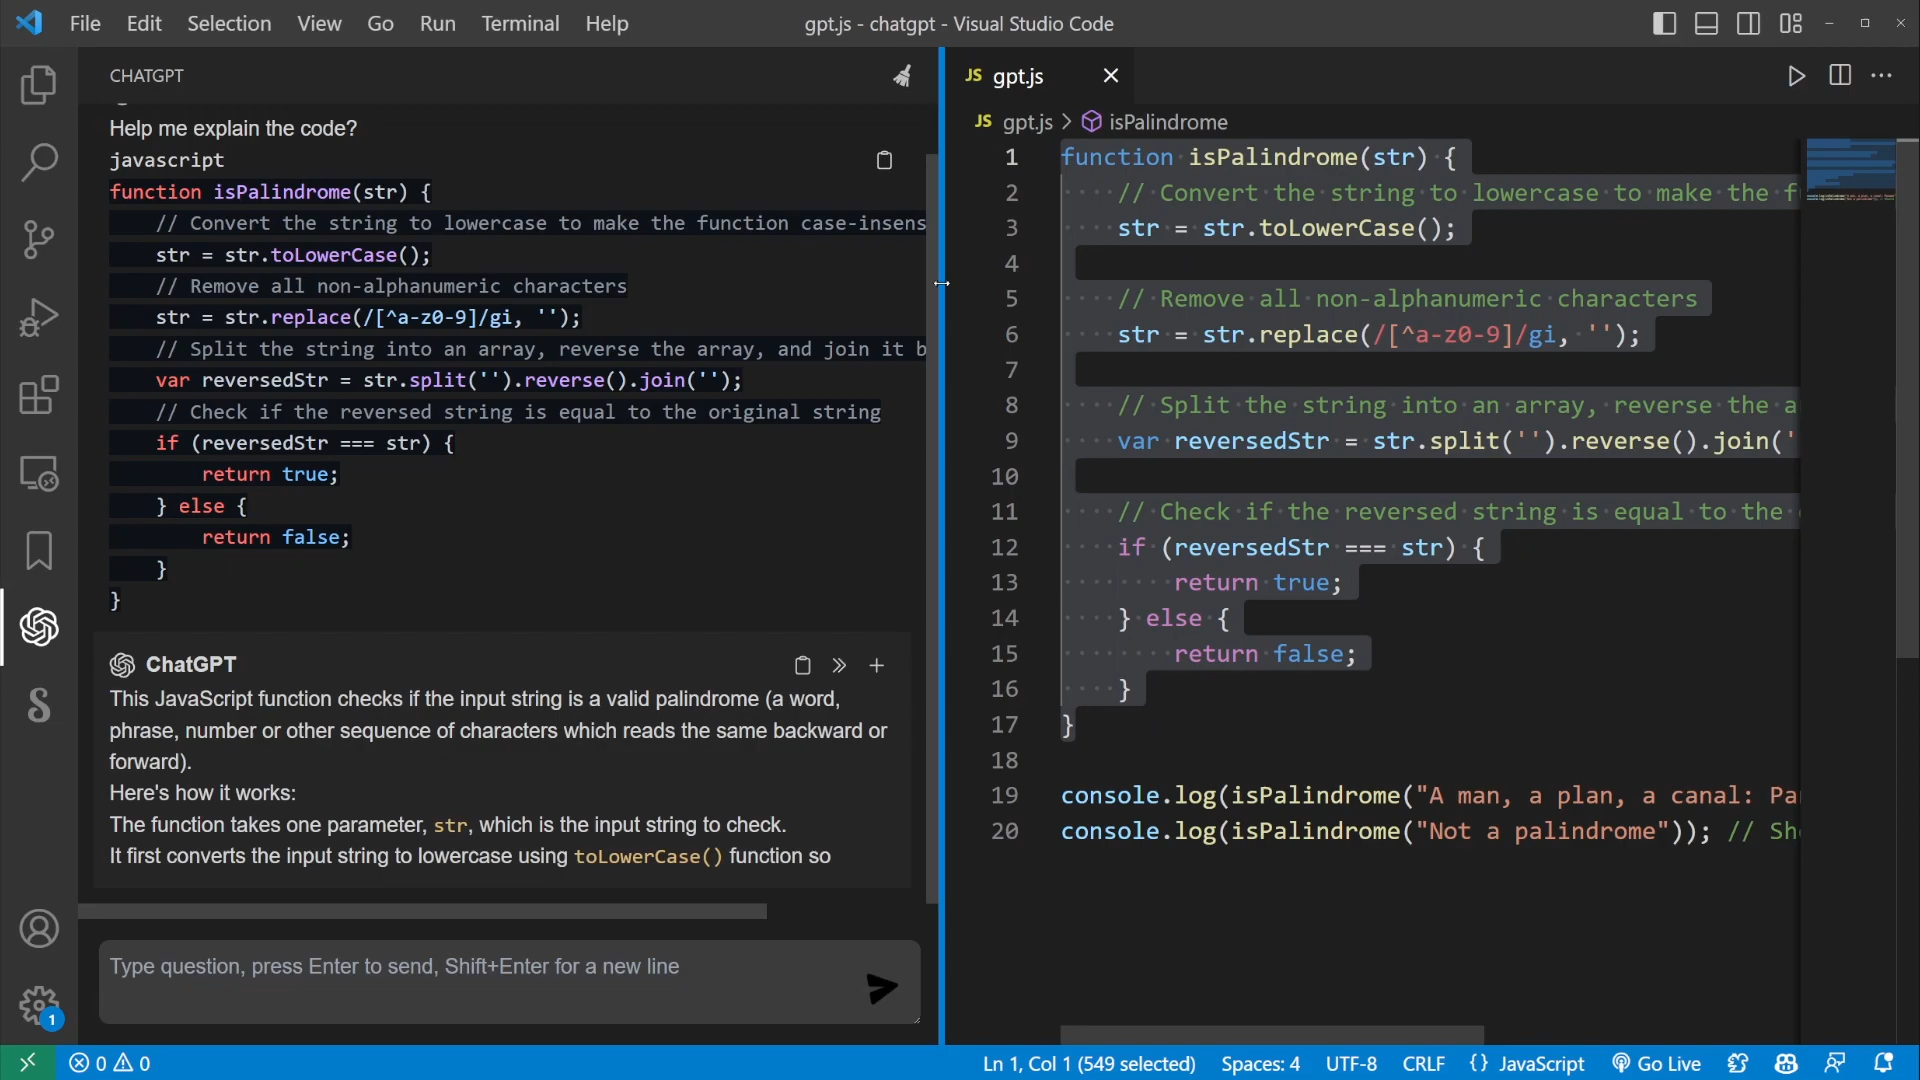 File Edit Selection View Go Run Terminal Help
gpt.js - chatgpt - Visual Studio Code
CHATGPT
Help me explain the code?
javascript
function isPalindrome(str) {
    // Convert the string to lowercase to make the function case-insens
    str = str.toLowerCase();
    // Remove all non-alphanumeric characters
    str = str.replace(/[^a-z0-9]/gi, '');
    // Split the string into an array, reverse the array, and join it b
    var reversedStr = str.split('').reverse().join('');
    // Check if the reversed string is equal to the original string
    if (reversedStr === str) {
        return true;
    } else {
        return false;
    }
}
ChatGPT
This JavaScript function checks if the input string is a valid palindrome (a word,
phrase, number or other sequence of characters which reads the same backward or
forward).
Here's how it works:
The function takes one parameter, str, which is the input string to check.
It first converts the input string to lowercase using toLowerCase() function so
Type question, press Enter to send, Shift+Enter for a new line
JS gpt.js
JS gpt.js > isPalindrome
1 function isPalindrome(str) {
2     // Convert the string to lowercase to make the f
3     str = str.toLowerCase();
4
5     // Remove all non-alphanumeric characters
6     str = str.replace(/[^a-z0-9]/gi, '');
7
8     // Split the string into an array, reverse the a
9     var reversedStr = str.split('').reverse().join('
10
11     // Check if the reversed string is equal to the
12     if (reversedStr === str) {
13         return true;
14     } else {
15         return false;
16     }
17 }
18
19 console.log(isPalindrome("A man, a plan, a canal: Pa
20 console.log(isPalindrome("Not a palindrome")); // Sh
1
0 0
Ln 1, Col 1 (549 selected) Spaces: 4 UTF-8 CRLF {} JavaScript Go Live